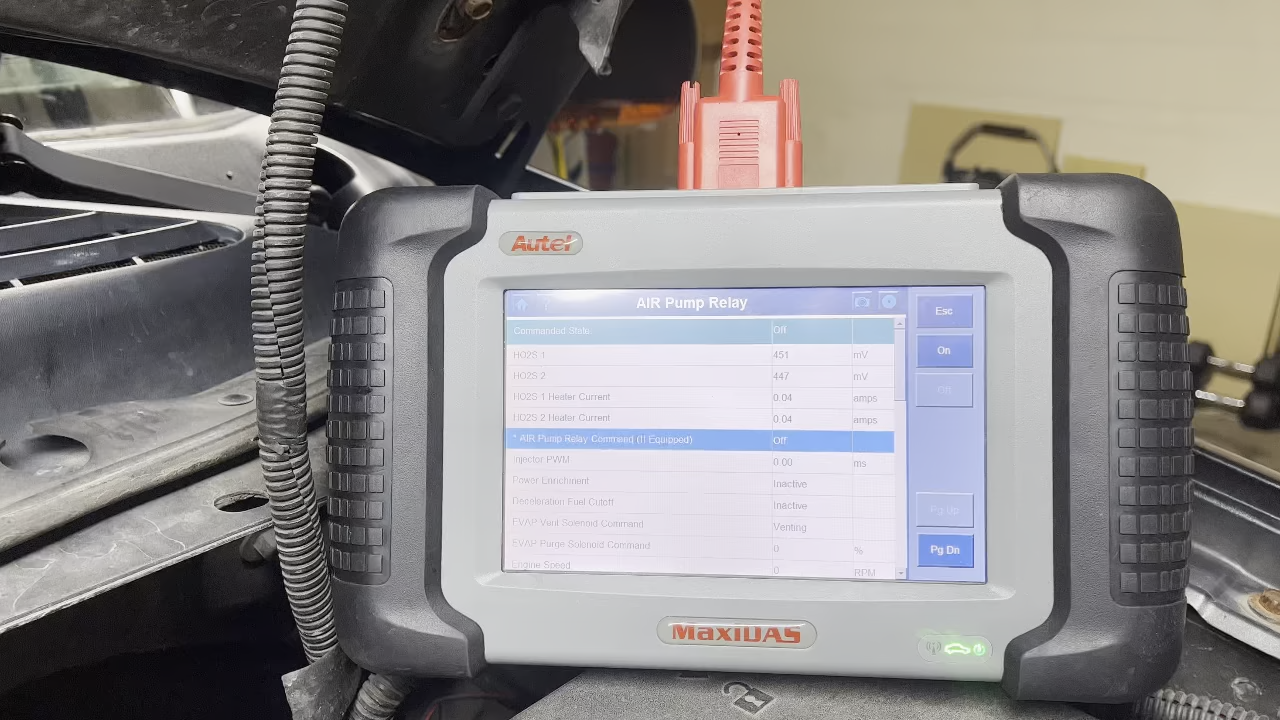 Autel
AIR Pump Relay
Commanded State: Off
HO2S 1 451 mV
HO2S 2 447 mV
HO2S 1 Heater Current 0.04 amps
HO2S 2 Heater Current 0.04 amps
* AIR Pump Relay Command (If Equipped) Off
Injector PWM 0.00 ms
Power Enrichment Inactive
Deceleration Fuel Cutoff Inactive
EVAP Vent Solenoid Command Venting
EVAP Purge Solenoid Command 0 %
Engine Speed 0 RPM
Esc
On
Off
Pg Up
Pg Dn
MAXIDAS